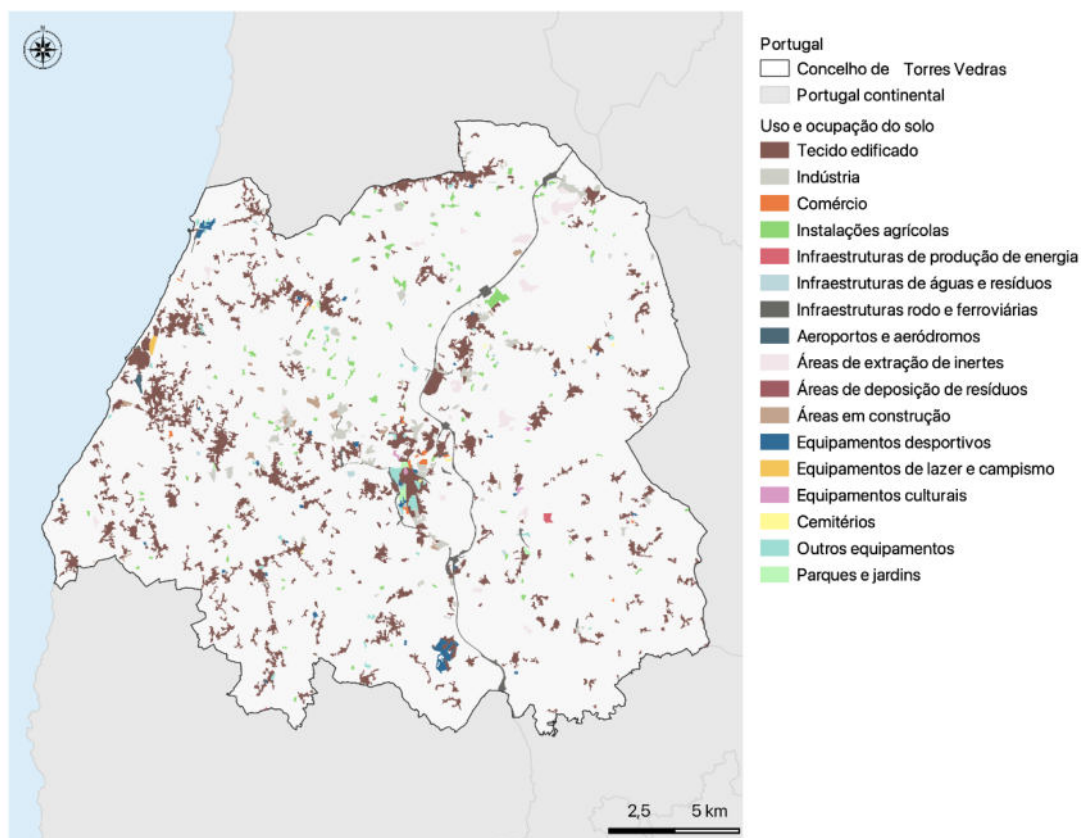 N
Portugal
Concelho de Torres Vedras
Portugal continental
Uso e ocupação do solo
Tecido edificado
Indústria
Comércio
Instalações agrícolas
Infraestruturas de produção de energia
Infraestruturas de águas e resíduos
Infraestruturas rodo e ferroviárias
Aeroportos e aeródromos
Áreas de extração de inertes
Áreas de deposição de resíduos
Áreas em construção
Equipamentos desportivos
Equipamentos de lazer e campismo
Equipamentos culturais
Cemitérios
Outros equipamentos
Parques e jardins
2,5 5 km